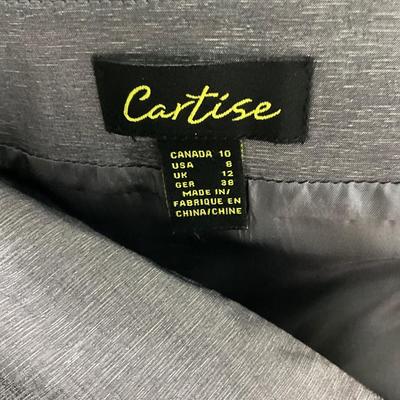 Cartise
CANADA 10
USA 8
UK 12
GER 38
MADE IN/
FABRIQUE EN
CHINA/CHINE